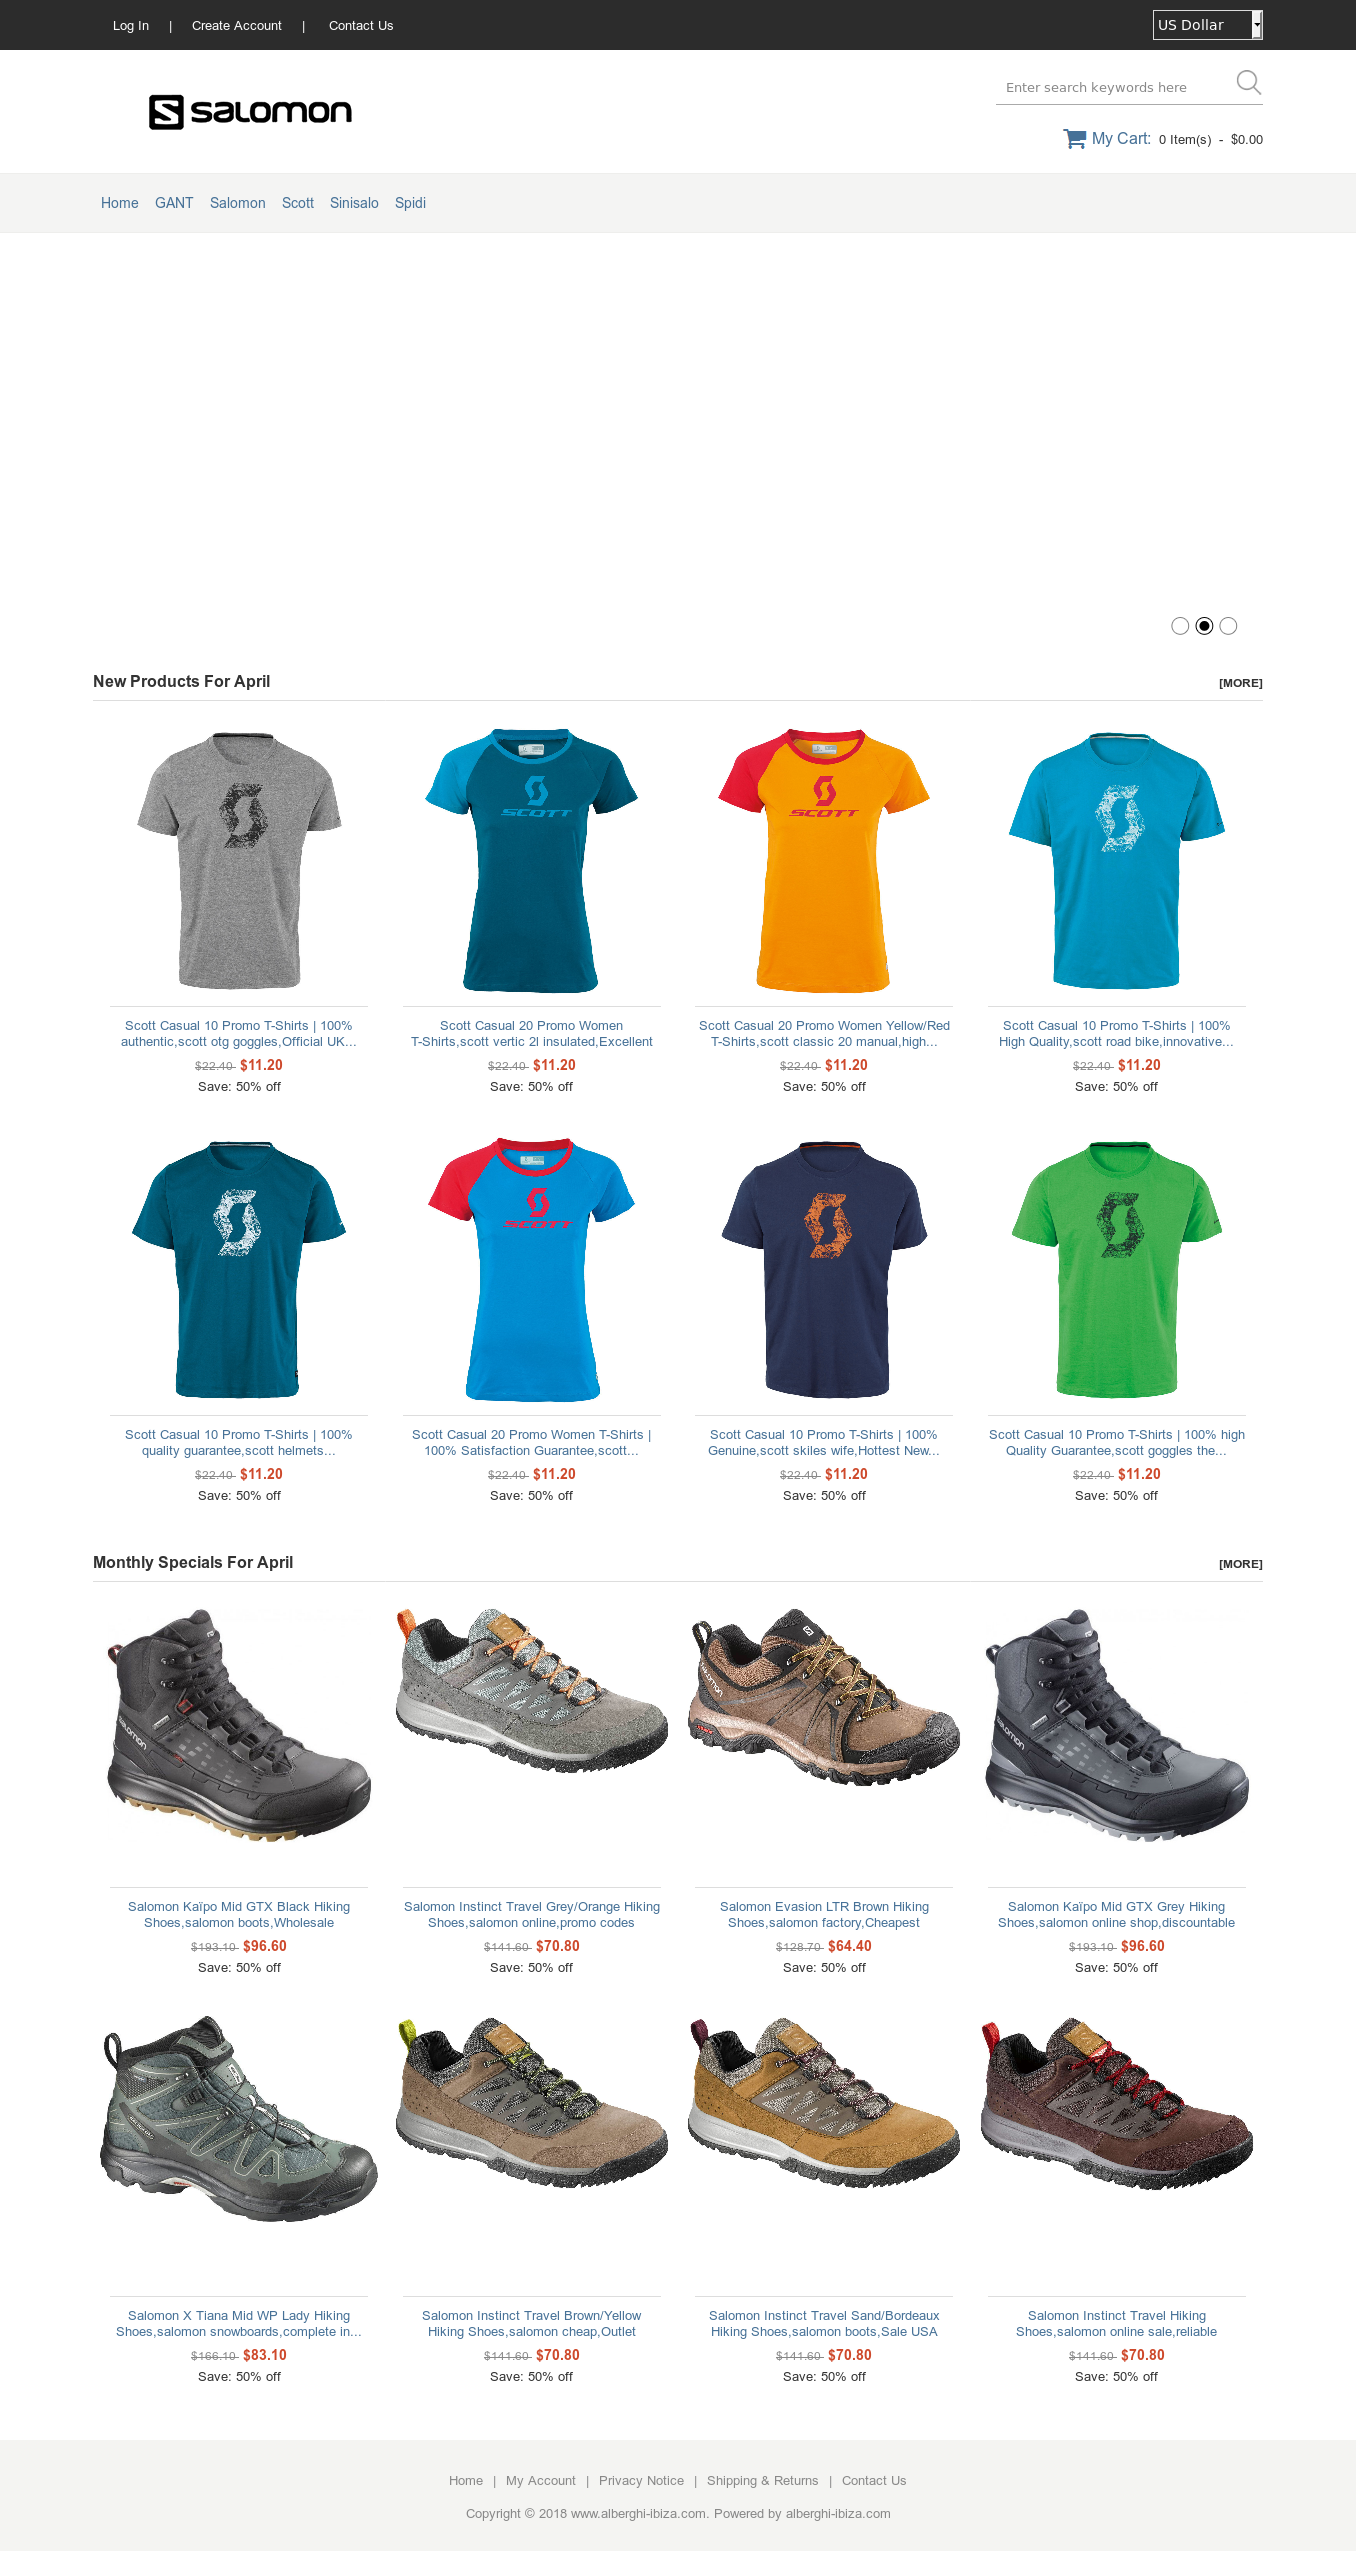 Log In | Create Account | Contact Us
US Dollar
salomon
Enter search keywords here
My Cart: 0 Item(s) - $0.00
Home GANT Salomon Scott Sinisalo Spidi
New Products For April [MORE]
SCOTT
SCOTT
Scott Casual 10 Promo T-Shirts | 100%
authentic,scott otg goggles,Official UK...
$22.40 $11.20
Save: 50% off
Scott Casual 20 Promo Women
T-Shirts,scott vertic 2l insulated,Excellent
$22.40 $11.20
Save: 50% off
Scott Casual 20 Promo Women Yellow/Red
T-Shirts,scott classic 20 manual,high...
$22.40 $11.20
Save: 50% off
Scott Casual 10 Promo T-Shirts | 100%
High Quality,scott road bike,innovative...
$22.40 $11.20
Save: 50% off
SCOTT
Scott Casual 10 Promo T-Shirts | 100%
quality guarantee,scott helmets...
$22.40 $11.20
Save: 50% off
Scott Casual 20 Promo Women T-Shirts |
100% Satisfaction Guarantee,scott...
$22.40 $11.20
Save: 50% off
Scott Casual 10 Promo T-Shirts | 100%
Genuine,scott skiles wife,Hottest New...
$22.40 $11.20
Save: 50% off
Scott Casual 10 Promo T-Shirts | 100% high
Quality Guarantee,scott goggles the...
$22.40 $11.20
Save: 50% off
Monthly Specials For April [MORE]
salomon
salomon
salomon
Salomon Kaïpo Mid GTX Black Hiking
Shoes,salomon boots,Wholesale
$193.10 $96.60
Save: 50% off
Salomon Instinct Travel Grey/Orange Hiking
Shoes,salomon online,promo codes
$141.60 $70.80
Save: 50% off
Salomon Evasion LTR Brown Hiking
Shoes,salomon factory,Cheapest
$128.70 $64.40
Save: 50% off
Salomon Kaïpo Mid GTX Grey Hiking
Shoes,salomon online shop,discountable
$193.10 $96.60
Save: 50% off
Salomon X Tiana Mid WP Lady Hiking
Shoes,salomon snowboards,complete in...
$166.10 $83.10
Save: 50% off
Salomon Instinct Travel Brown/Yellow
Hiking Shoes,salomon cheap,Outlet
$141.60 $70.80
Save: 50% off
Salomon Instinct Travel Sand/Bordeaux
Hiking Shoes,salomon boots,Sale USA
$141.60 $70.80
Save: 50% off
Salomon Instinct Travel Hiking
Shoes,salomon online sale,reliable
$141.60 $70.80
Save: 50% off
Home | My Account | Privacy Notice | Shipping & Returns | Contact Us
Copyright © 2018 www.alberghi-ibiza.com. Powered by alberghi-ibiza.com